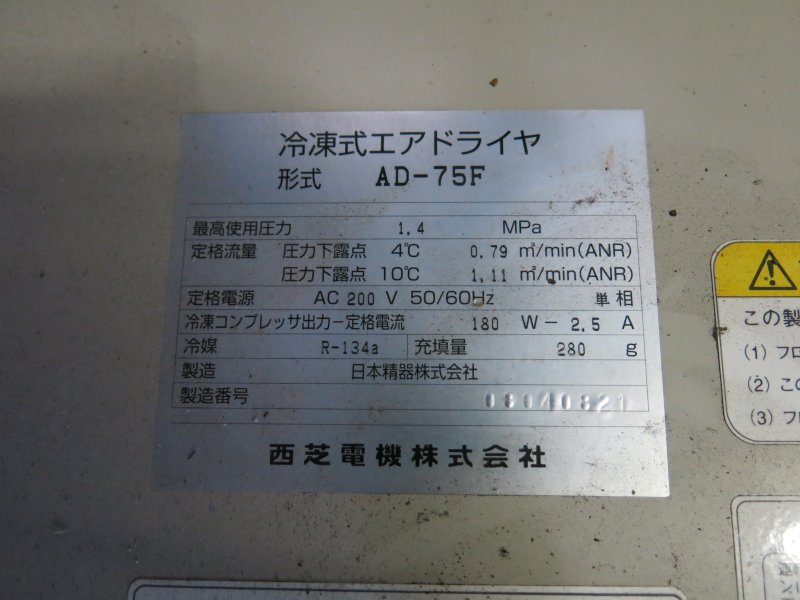 冷凍式エアドライヤ
形式 AD-75F
最高使用圧力 1.4 MPa
定格流量 圧力下露点 4℃ 0.79 m³/min(ANR)
圧力下露点 10℃ 1.11 m³/min(ANR)
定格電源 AC 200 V 50/60Hz 単相
冷凍コンプレッサ出力ー定格電流 180 W - 2.5 A
冷媒 R-134a 充填量 280 g
製造 日本精器株式会社
製造番号 08040821
西芝電機株式会社
この製
(1) フロ
(2) この
(3) フロ